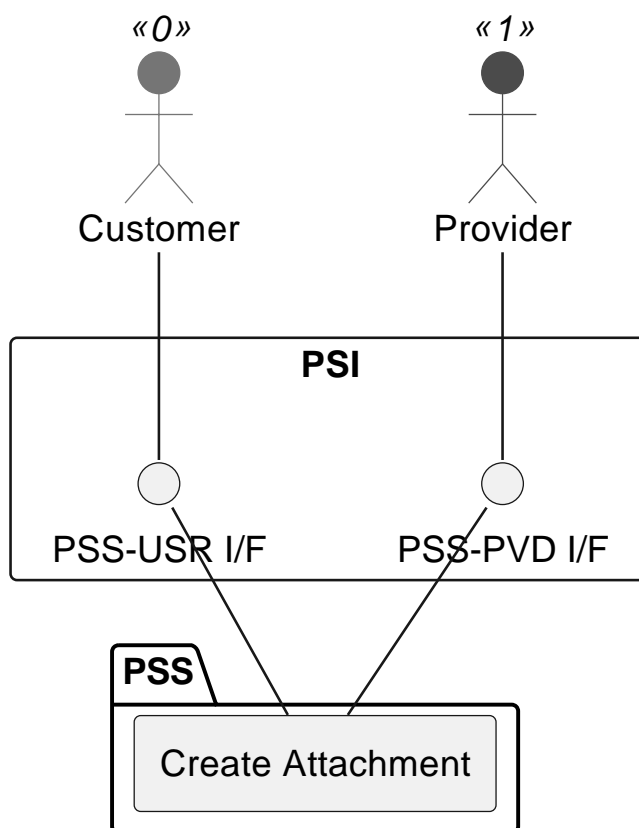 «0» «1»
Customer Provider
PSI
PSS-USR I/F PSS-PVD I/F
PSS
Create Attachment